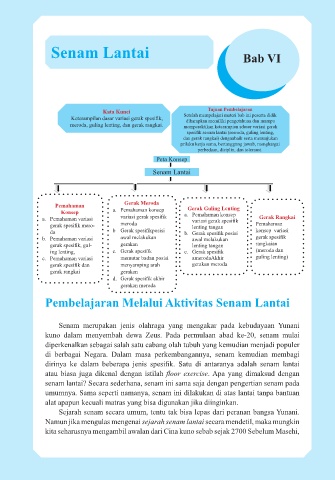 Senam Lantai
Bab VI
Kata Kunci
Keterampilan dasar variasi gerak spesifik,
meroda, guling lenting, dan gerak rangkai.
Tujuan Pembelajaran
Setelah mempelajari materi bab ini peserta didik
diharapkan memiliki pengetahuan dan mampu
mempraktikkan keterampilan variasi gerak
spesifik senam lantai (meroda, guling lenting,
dan gerak rangkai) dengan baik serta menunjukkan
perilaku kerja sama, bertanggung jawab, menghargai
perbedaan, disiplin, dan toleransi.
Peta Konsep
Senam Lantai
Pemahaman
Konsep
a. Pemahaman variasi
gerak spesifik mero-
da
b. Pemahaman variasi
gerak spesifik, gul-
ing lenting,
c. Pemahaman variasi
gerak spesifik dan
gerak rangkai
Gerak Meroda
a. Pemahaman konsep
variasi gerak spesifik
meroda
b. Gerak spesifikposisi
awal melakukan
gerakan
c. Gerak spesifik
memutar badan posisi
menyamping arah
gerakan
d. Gerak spesifik akhir
gerakan meroda
Gerak Guling Lenting
a. Pemahaman konsep
variasi gerak spesifik
lenting tangan
b. Gerak spesifik posisi
awal melakukan
lenting tangan
c. Gerak spesifik
meroda/akhir
gerakan meroda
Gerak Rangkai
Pemahaman
konsep variasi
gerak spesifik
rangkaian
(meroda dan
guling lenting)
Pembelajaran Melalui Aktivitas Senam Lantai
Senam merupakan jenis olahraga yang mengakar pada kebudayaan Yunani
kuno dalam menyembah dewa Zeus. Pada permulaan abad ke-20, senam mulai
diperkenalkan sebagai salah satu cabang olah tubuh yang kemudian menjadi populer
di berbagai Negara. Dalam masa perkembangannya, senam kemudian membagi
dirinya ke dalam beberapa jenis spesifik. Satu di antaranya adalah senam lantai
atau biasa juga dikenal dengan istilah floor exercise. Apa yang dimaksud dengan
senam lantai? Secara sederhana, senam ini sama saja dengan pengertian senam pada
umumnya. Sama seperti namanya, senam ini dilakukan di atas lantai tanpa bantuan
alat apapun kecuali matras yang bisa digunakan jika diinginkan.
Sejarah senam secara umum, tentu tak bisa lepas dari peranan bangsa Yunani.
Namun jika mengulas mengenai sejarah senam lantai secara mendetil, maka mungkin
kita seharusnya mengambil awalan dari Cina kuno sebab sejak 2700 Sebelum Masehi,